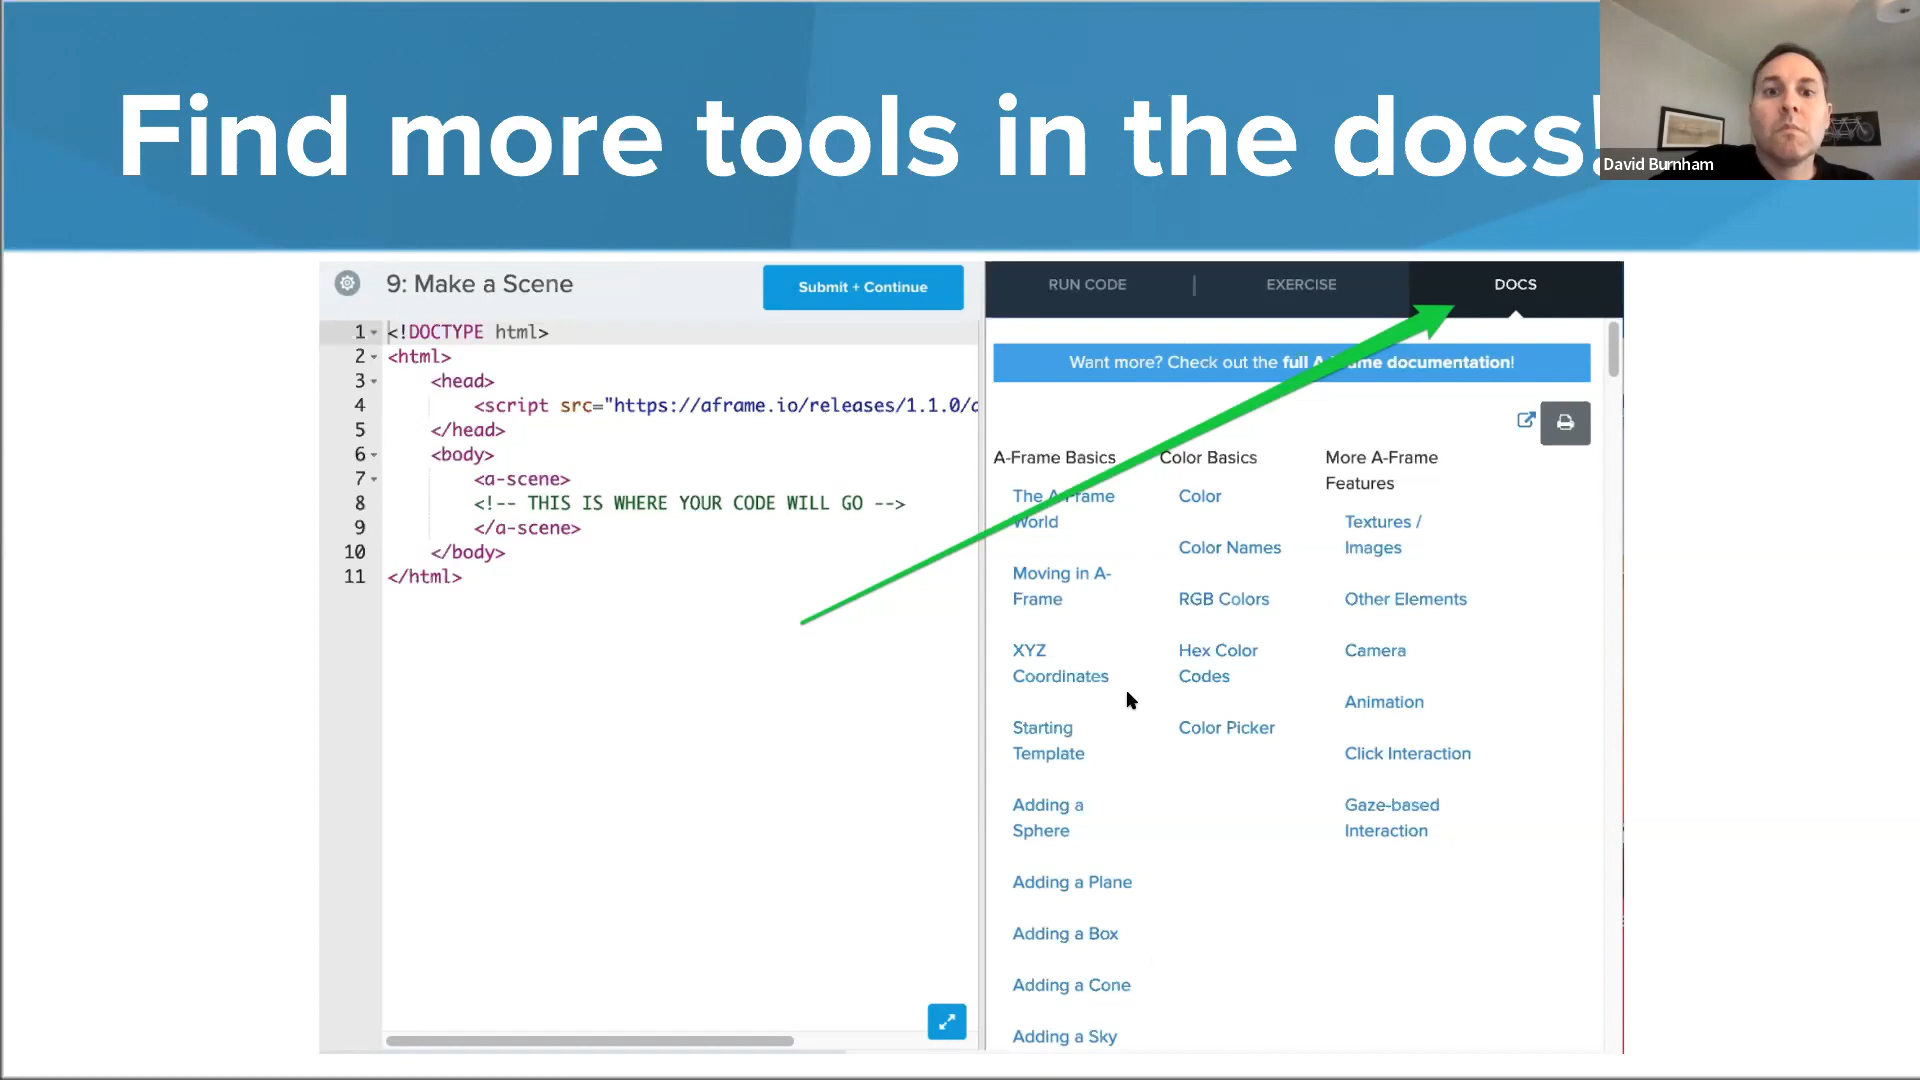 Find more tools in the docs!
David Burnham
9: Make a Scene
Submit + Continue
1 <!DOCTYPE html>
2 <html>
3 <head>
4 <script src="https://aframe.io/releases/1.1.0/
5 </head>
6 <body>
7 <a-scene>
8 <!-- THIS IS WHERE YOUR CODE WILL GO -->
9 </a-scene>
10 </body>
11 </html>
RUN CODE | EXERCISE
DOCS
Want more? Check out the full A-Frame documentation!
A-Frame Basics
The A-Frame
World
Moving in A-
Frame
XYZ
Coordinates
Starting
Template
Adding a
Sphere
Adding a Plane
Adding a Box
Adding a Cone
Adding a Sky
Color Basics
Color
Color Names
RGB Colors
Hex Color
Codes
Color Picker
More A-Frame
Features
Textures /
Images
Other Elements
Camera
Animation
Click Interaction
Gaze-based
Interaction